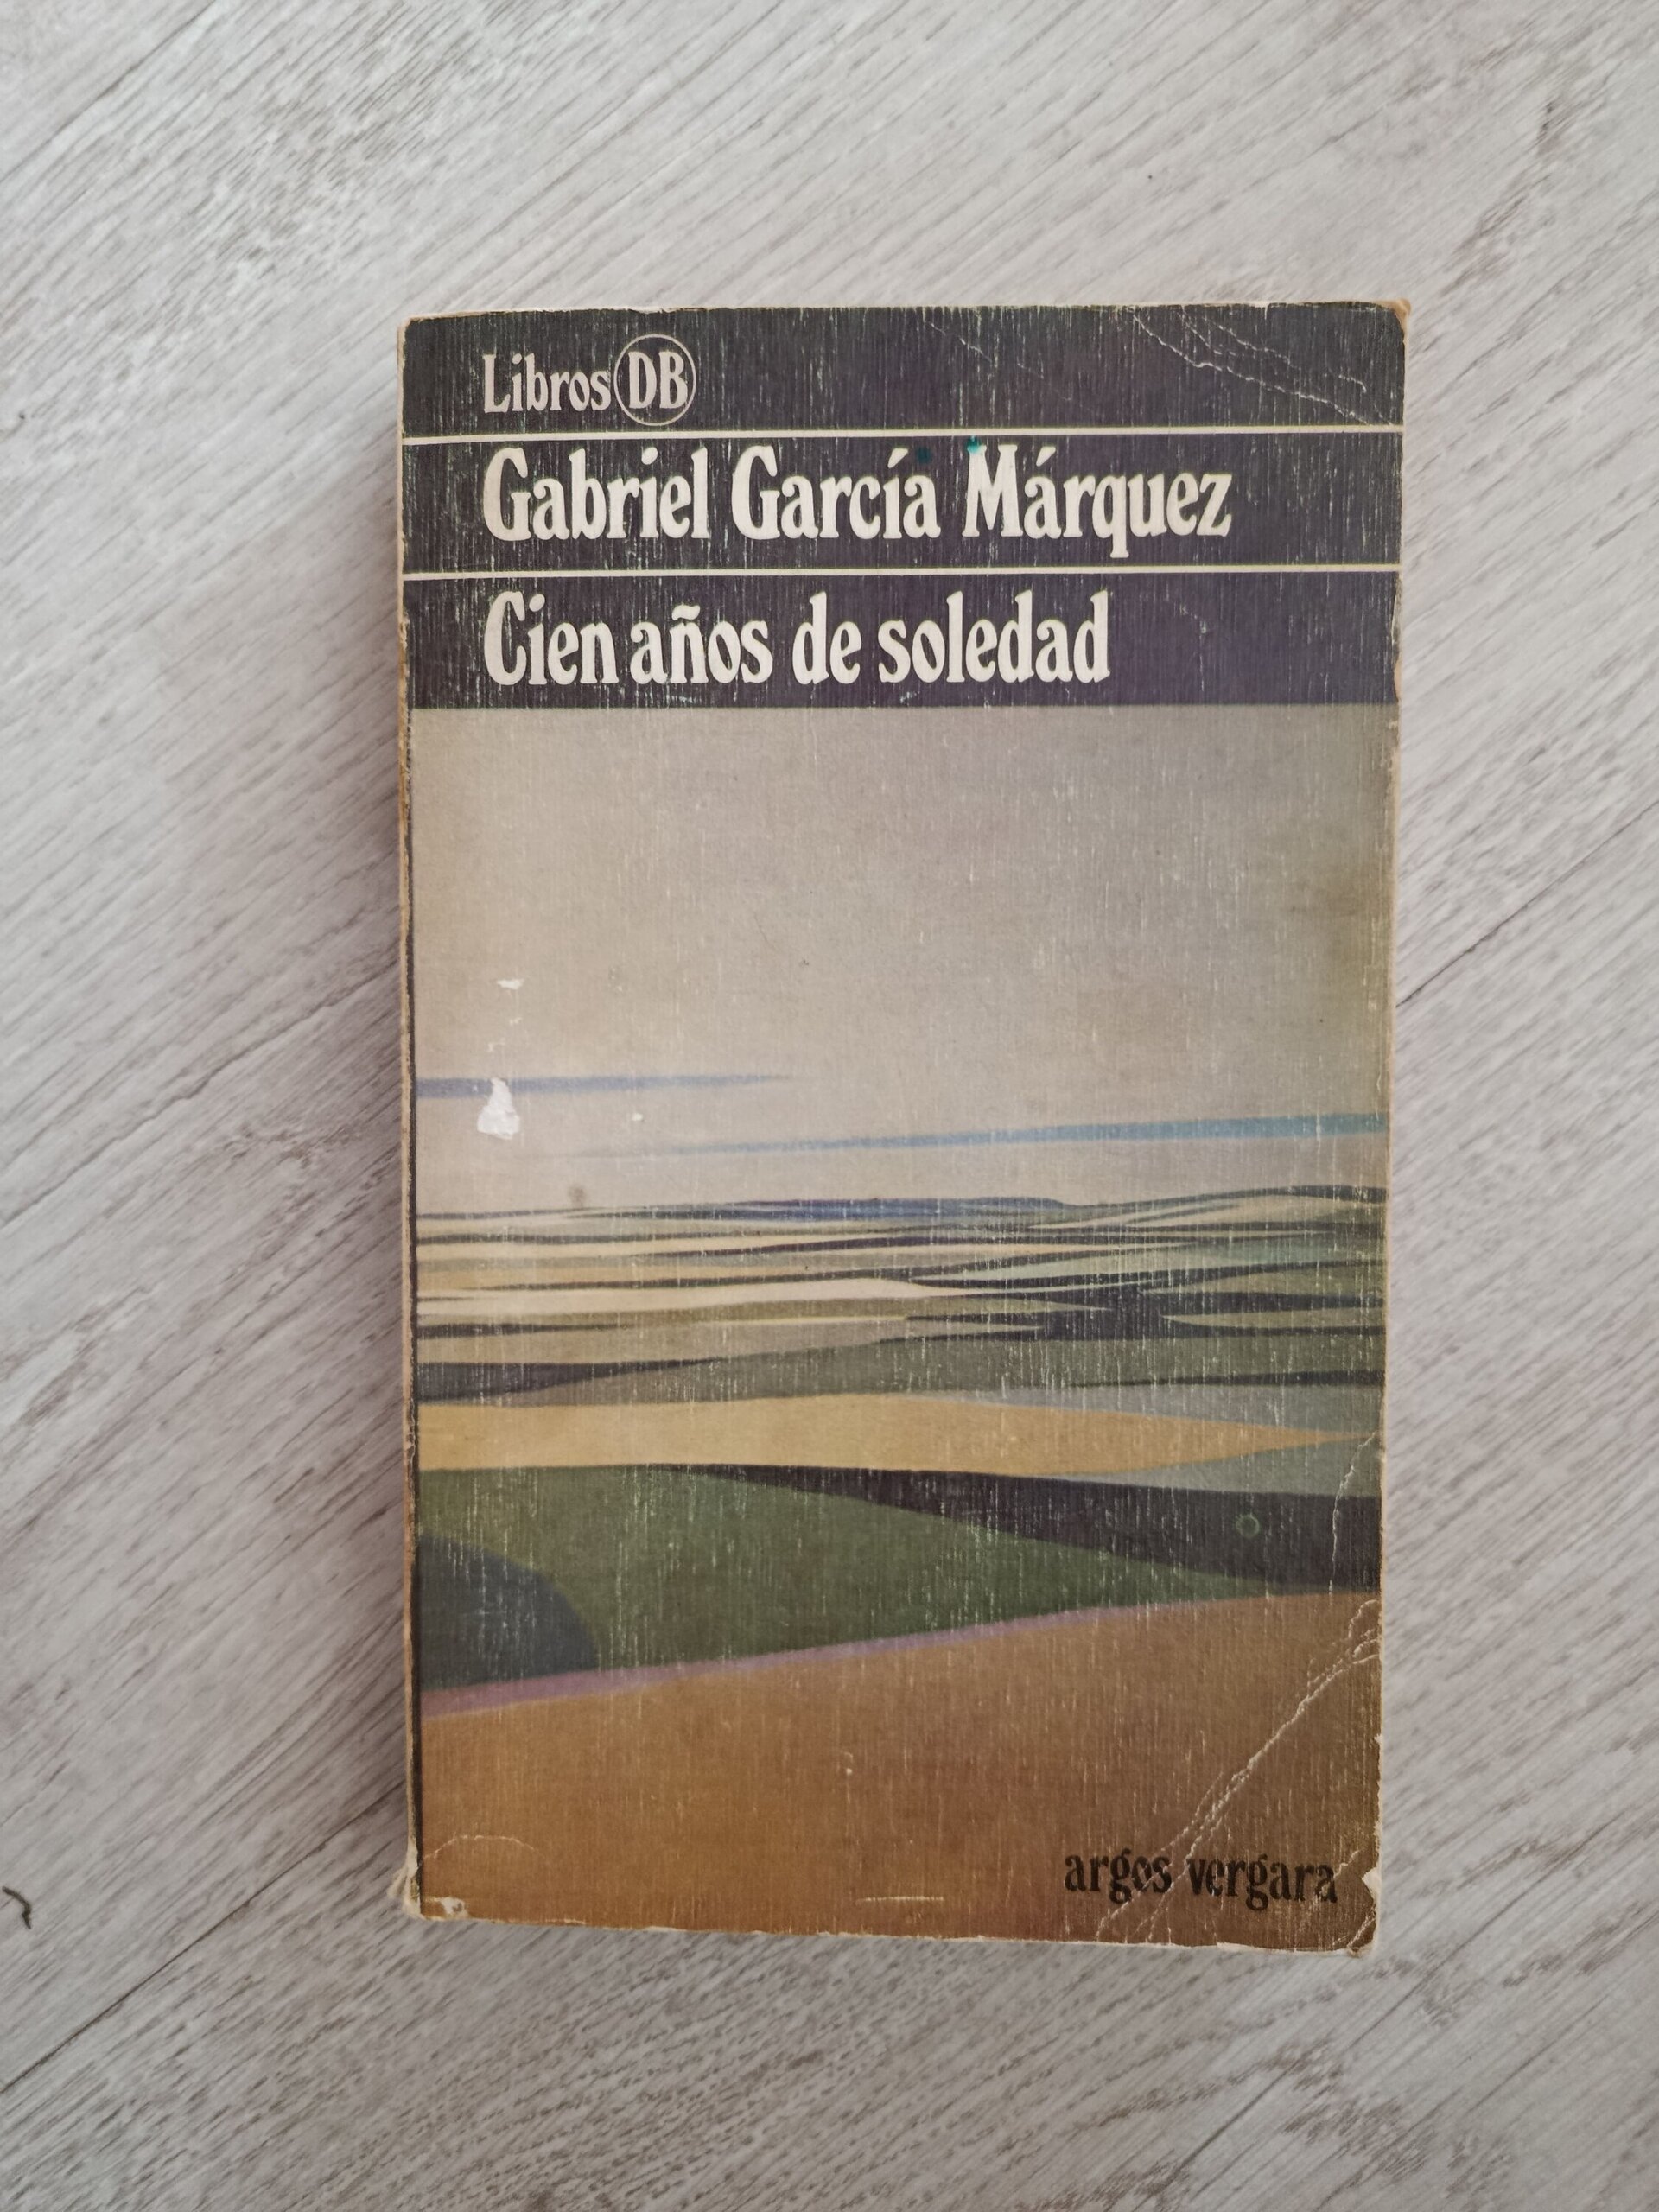 Libros DB
Gabriel García Márquez
Cien años de soledad
argos vergara